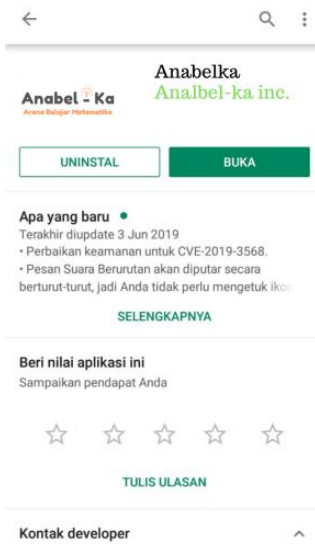 Anabel - Ka
Arena Belajar Matematika
Anabelka
Analbel-ka inc.
UNINSTAL
BUKA
Apa yang baru
Terakhir diupdate 3 Jun 2019
• Perbaikan keamanan untuk CVE-2019-3568.
• Pesan Suara Berurutan akan diputar secara
berturut-turut, jadi Anda tidak perlu mengetuk ikon
SELENGKAPNYA
Beri nilai aplikasi ini
Sampaikan pendapat Anda
TULIS ULASAN
Kontak developer